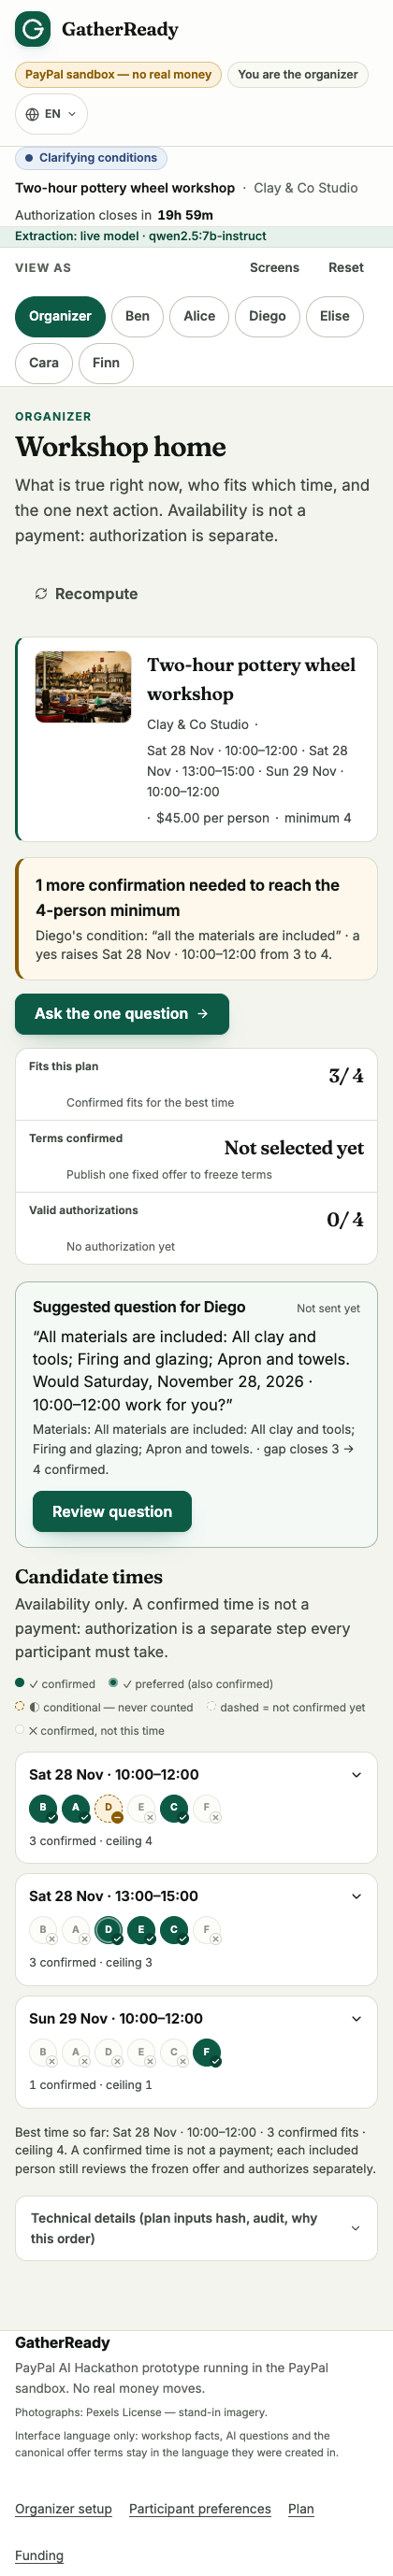 G GatherReady
PayPal sandbox — no real money
You are the organizer
EN
Clarifying conditions
Two-hour pottery wheel workshop · Clay & Co Studio
Authorization closes in 19h 59m
Extraction: live model · qwen2.5:7b-instruct
VIEW AS
Screens
Reset
Organizer
Ben
Alice
Diego
Elise
Cara
Finn
ORGANIZER
Workshop home
What is true right now, who fits which time, and
the one next action. Availability is not a
payment: authorization is separate.
Recompute
Two-hour pottery wheel
workshop
Clay & Co Studio ·
Sat 28 Nov · 10:00–12:00 · Sat 28
Nov · 13:00–15:00 · Sun 29 Nov ·
10:00–12:00
· $45.00 per person · minimum 4
1 more confirmation needed to reach the
4-person minimum
Diego's condition: “all the materials are included” · a
yes raises Sat 28 Nov · 10:00–12:00 from 3 to 4.
Ask the one question →
Fits this plan
3/ 4
Confirmed fits for the best time
Terms confirmed
Not selected yet
Publish one fixed offer to freeze terms
Valid authorizations
0/ 4
No authorization yet
Suggested question for Diego
Not sent yet
“All materials are included: All clay and
tools; Firing and glazing; Apron and towels.
Would Saturday, November 28, 2026 ·
10:00–12:00 work for you?”
Materials: All materials are included: All clay and tools;
Firing and glazing; Apron and towels. · gap closes 3 →
4 confirmed.
Review question
Candidate times
Availability only. A confirmed time is not a
payment; authorization is a separate step every
participant must take.
✓ confirmed ✓ preferred (also confirmed)
◐ conditional — never counted dashed = not confirmed yet
✕ confirmed, not this time
Sat 28 Nov · 10:00–12:00
B A D E C F
3 confirmed · ceiling 4
Sat 28 Nov · 13:00–15:00
B A D E C F
3 confirmed · ceiling 3
Sun 29 Nov · 10:00–12:00
B A D E C F
1 confirmed · ceiling 1
Best time so far: Sat 28 Nov · 10:00–12:00 · 3 confirmed fits ·
ceiling 4. A confirmed time is not a payment; each included
person still reviews the frozen offer and authorizes separately.
Technical details (plan inputs hash, audit, why
this order)
GatherReady
PayPal AI Hackathon prototype running in the PayPal
sandbox. No real money moves.
Photographs: Pexels License — stand-in imagery.
Interface language only: workshop facts, AI questions and the
canonical offer terms stay in the language they were created in.
Organizer setup
Participant preferences
Plan
Funding